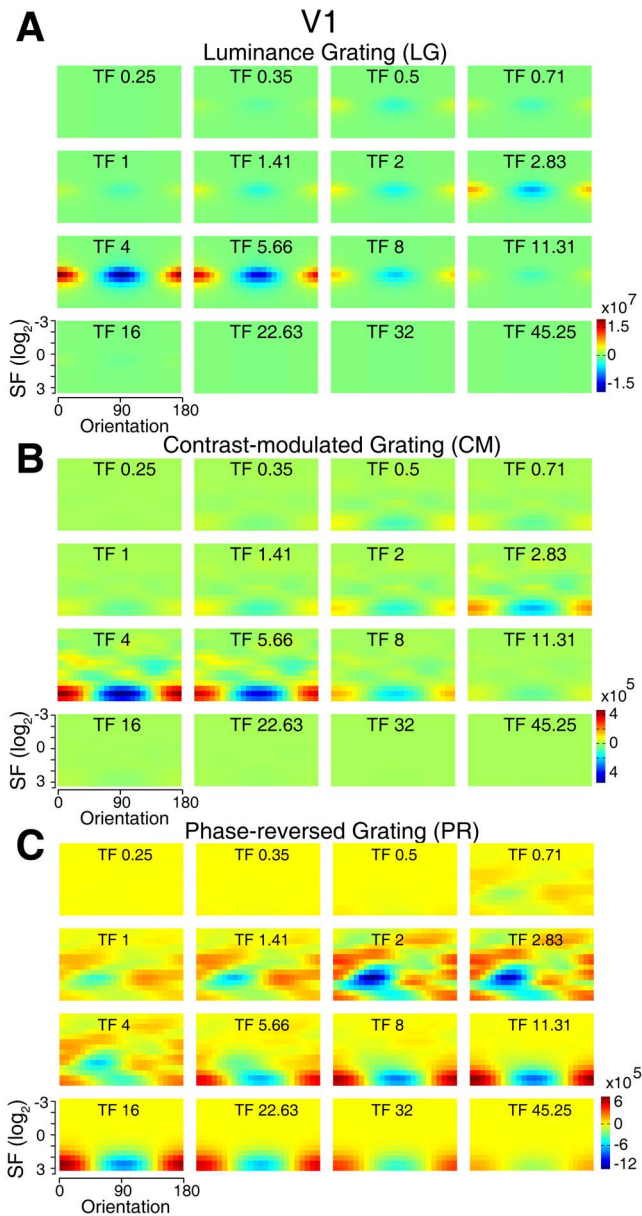 A
V1
Luminance Grating (LG)
TF 0.25 TF 0.35 TF 0.5 TF 0.71
TF 1 TF 1.41 TF 2 TF 2.83
TF 4 TF 5.66 TF 8 TF 11.31
x10^7
TF 16 TF 22.63 TF 32 TF 45.25
SF (log2)
-3
0
3
1.5
0
-1.5
0 90 180
Orientation
B
Contrast-modulated Grating (CM)
TF 0.25 TF 0.35 TF 0.5 TF 0.71
TF 1 TF 1.41 TF 2 TF 2.83
TF 4 TF 5.66 TF 8 TF 11.31
x10^5
TF 16 TF 22.63 TF 32 TF 45.25
SF (log2)
-3
0
3
4
0
4
0 90 180
Orientation
C
Phase-reversed Grating (PR)
TF 0.25 TF 0.35 TF 0.5 TF 0.71
TF 1 TF 1.41 TF 2 TF 2.83
TF 4 TF 5.66 TF 8 TF 11.31
x10^5
TF 16 TF 22.63 TF 32 TF 45.25
SF (log2)
-3
0
3
6
0
-6
-12
0 90 180
Orientation